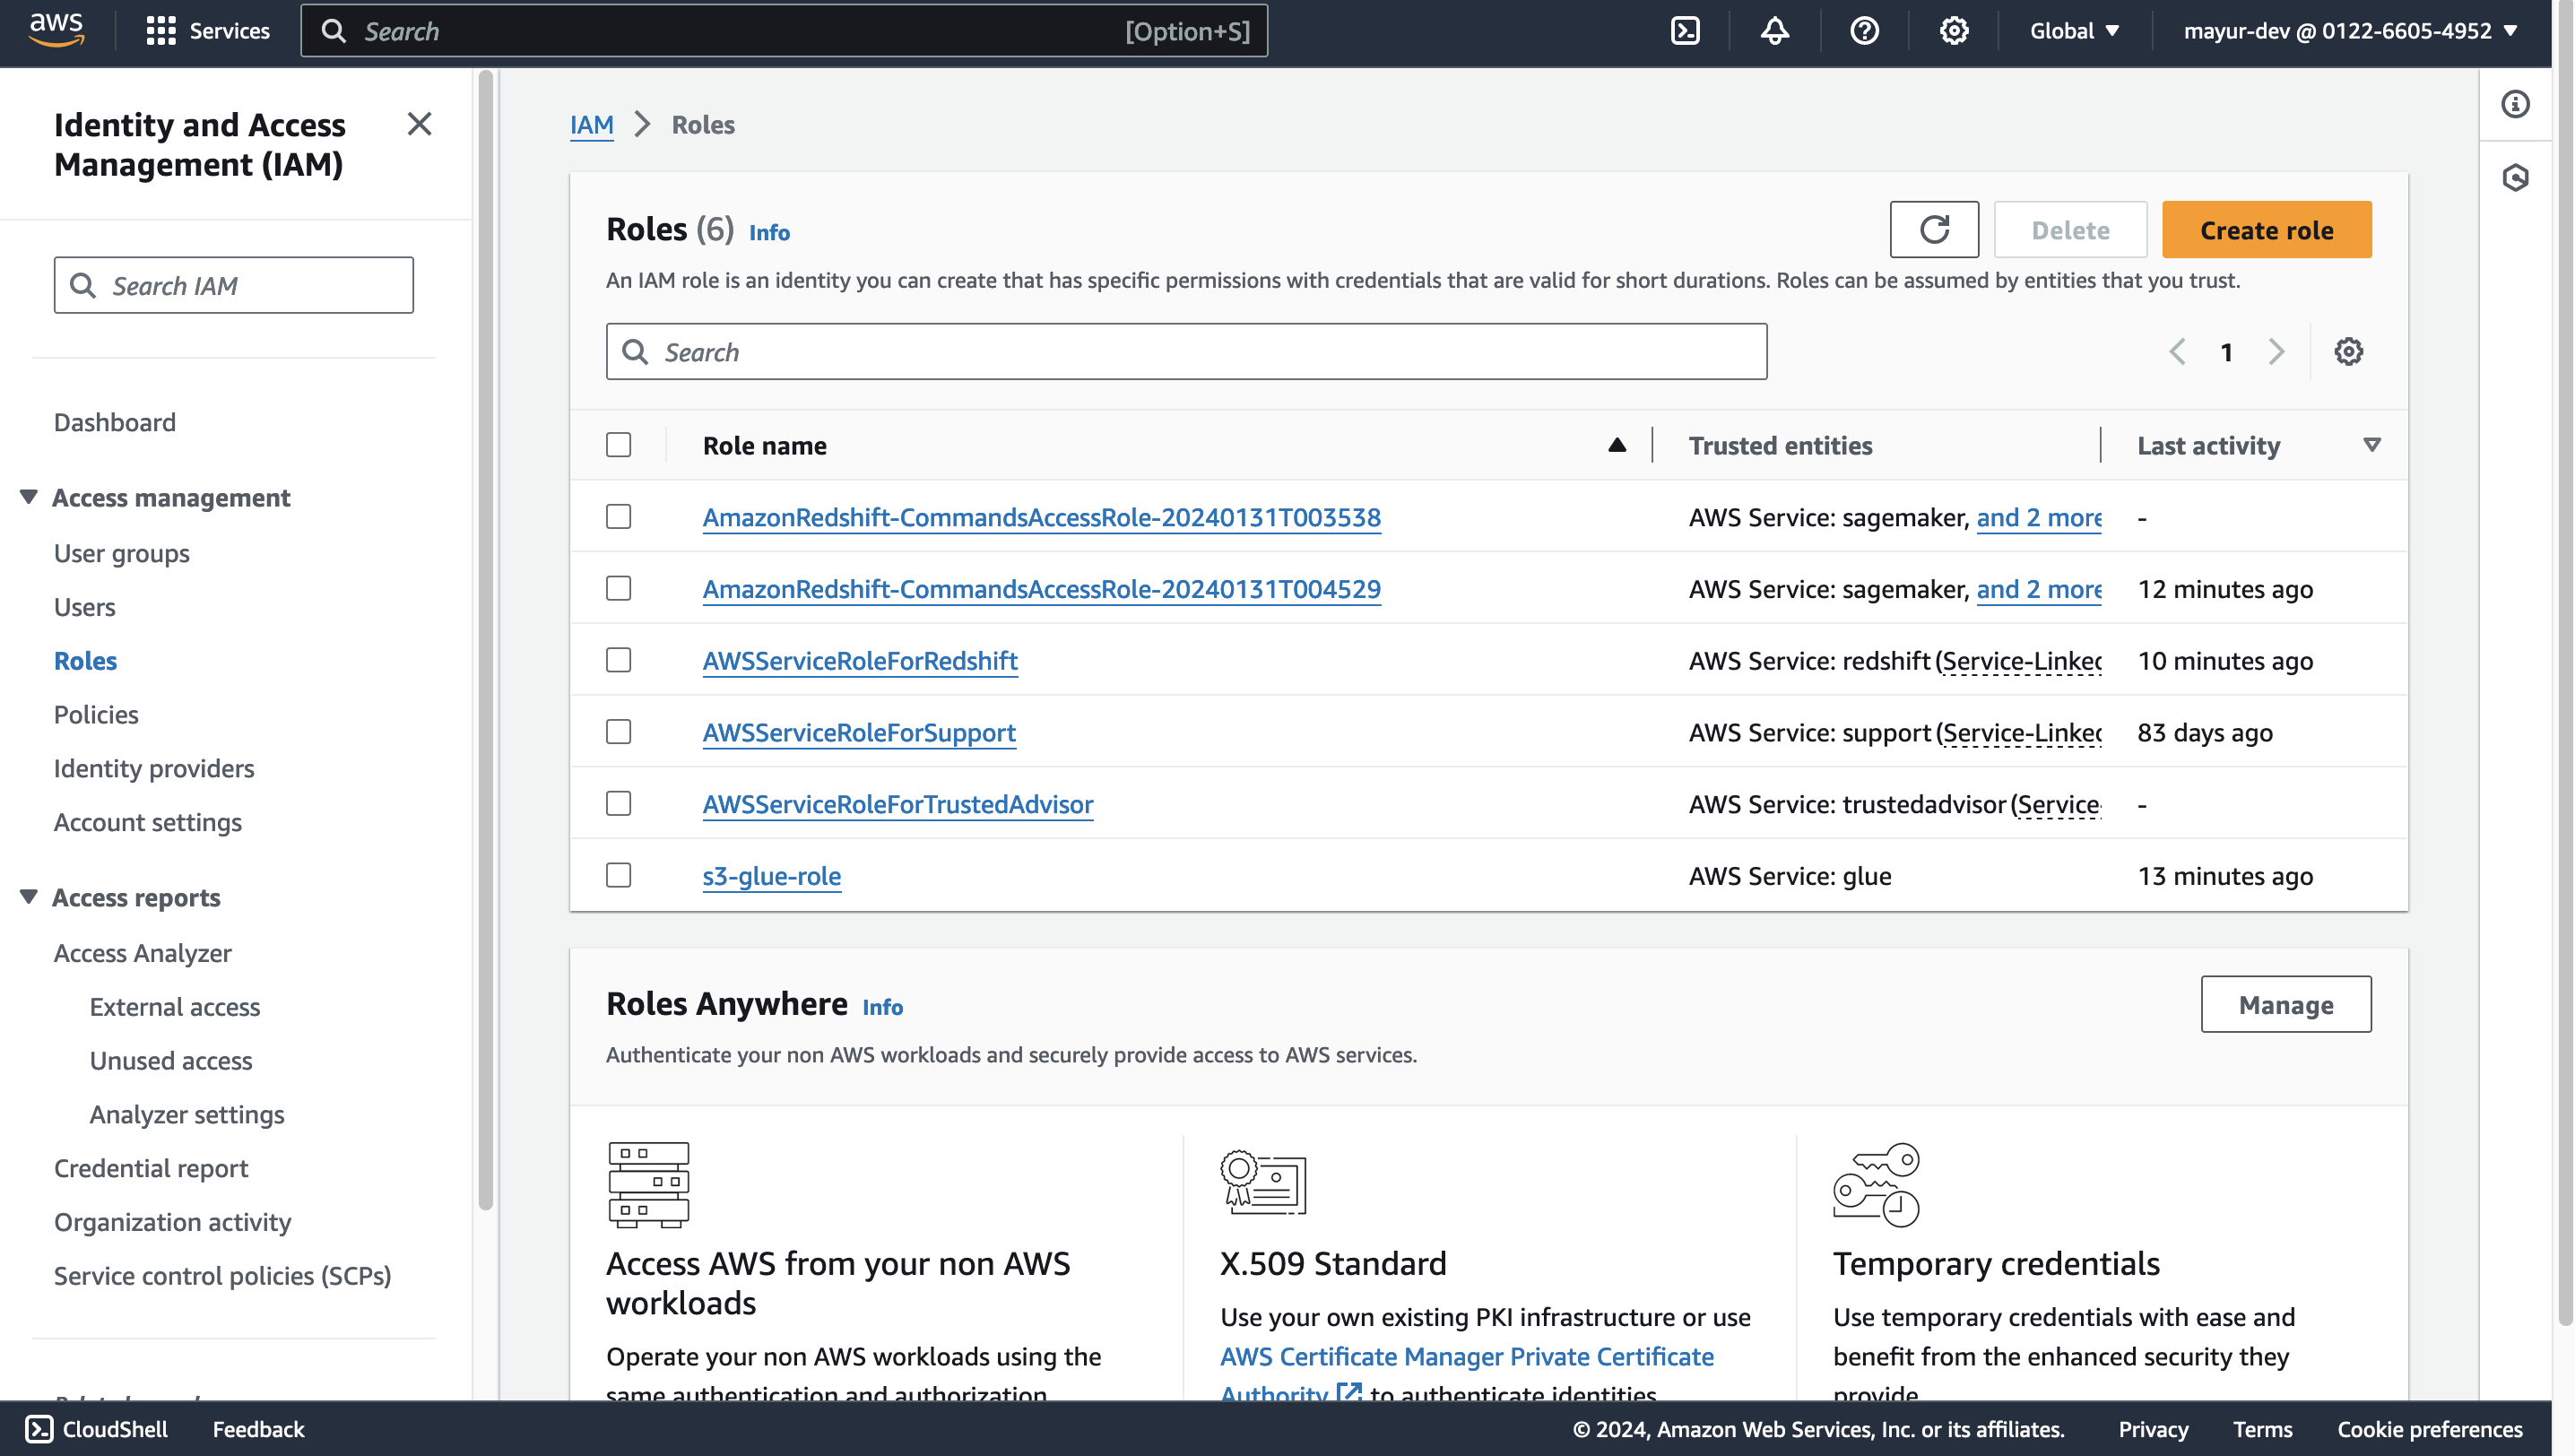 aws
Services
Search
[Option+S]
Global
mayur-dev @ 0122-6605-4952
Identity and Access
Management (IAM)
Search IAM
Dashboard
Access management
User groups
Users
Roles
Policies
Identity providers
Account settings
Access reports
Access Analyzer
External access
Unused access
Analyzer settings
Credential report
Organization activity
Service control policies (SCPs)
IAM > Roles
Roles (6) Info
Delete
Create role
An IAM role is an identity you can create that has specific permissions with credentials that are valid for short durations. Roles can be assumed by entities that you trust.
Search
1
Role name Trusted entities Last activity
AmazonRedshift-CommandsAccessRole-20240131T003538 AWS Service: sagemaker, and 2 more -
AmazonRedshift-CommandsAccessRole-20240131T004529 AWS Service: sagemaker, and 2 more 12 minutes ago
AWSServiceRoleForRedshift AWS Service: redshift (Service-Linked 10 minutes ago
AWSServiceRoleForSupport AWS Service: support (Service-Linked 83 days ago
AWSServiceRoleForTrustedAdvisor AWS Service: trustedadvisor (Service- -
s3-glue-role AWS Service: glue 13 minutes ago
Roles Anywhere Info
Manage
Authenticate your non AWS workloads and securely provide access to AWS services.
Access AWS from your non AWS
workloads
Operate your non AWS workloads using the
same authentication and authorization
X.509 Standard
Use your own existing PKI infrastructure or use
AWS Certificate Manager Private Certificate
Authority to authenticate identities
Temporary credentials
Use temporary credentials with ease and
benefit from the enhanced security they
provide
CloudShell
Feedback
© 2024, Amazon Web Services, Inc. or its affiliates.
Privacy
Terms
Cookie preferences